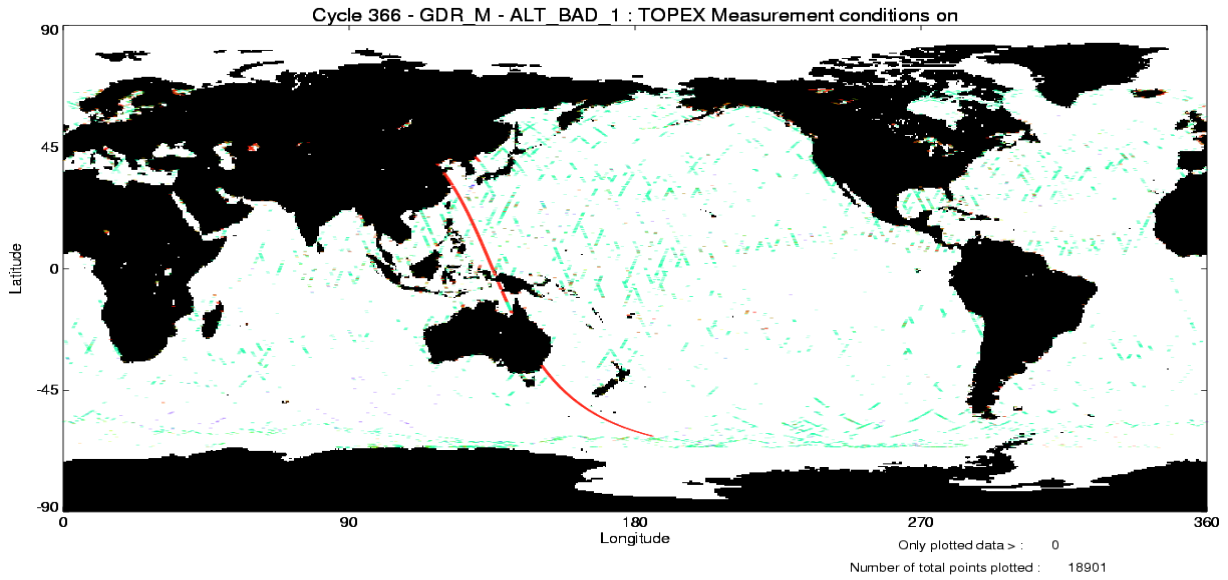 Cycle 366 - GDR_M - ALT_BAD_1 : TOPEX Measurement conditions on
90
45
0
-45
-90
Latitude
0 90 180 270 360
Longitude
Only plotted data > : 0
Number of total points plotted : 18901